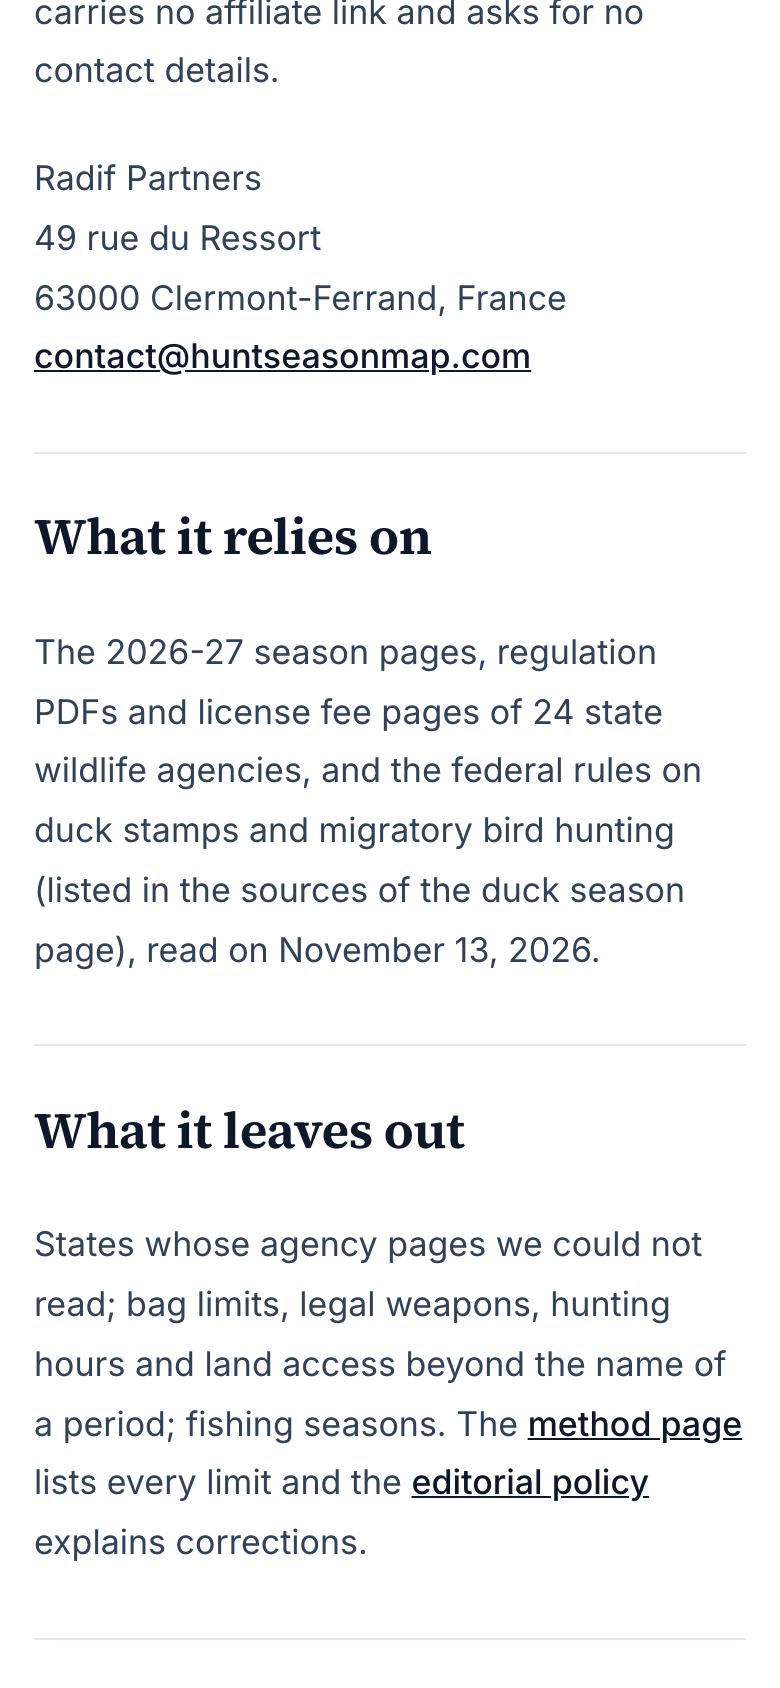 carries no affiliate link and asks for no
contact details.
Radif Partners
49 rue du Ressort
63000 Clermont-Ferrand, France
contact@huntseasonmap.com
What it relies on
The 2026-27 season pages, regulation
PDFs and license fee pages of 24 state
wildlife agencies, and the federal rules on
duck stamps and migratory bird hunting
(listed in the sources of the duck season
page), read on November 13, 2026.
What it leaves out
States whose agency pages we could not
read; bag limits, legal weapons, hunting
hours and land access beyond the name of
a period; fishing seasons. The method page
lists every limit and the editorial policy
explains corrections.